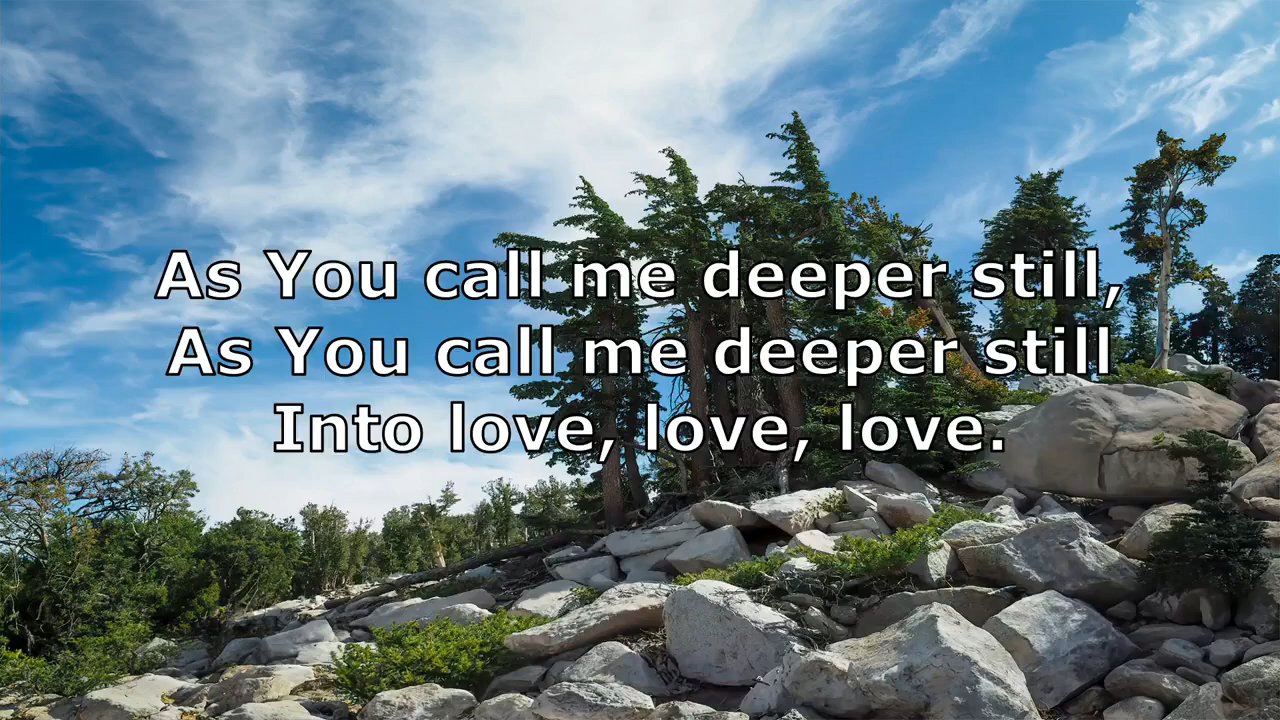 As You call me deeper still,
As You call me deeper still
Into love, love, love.